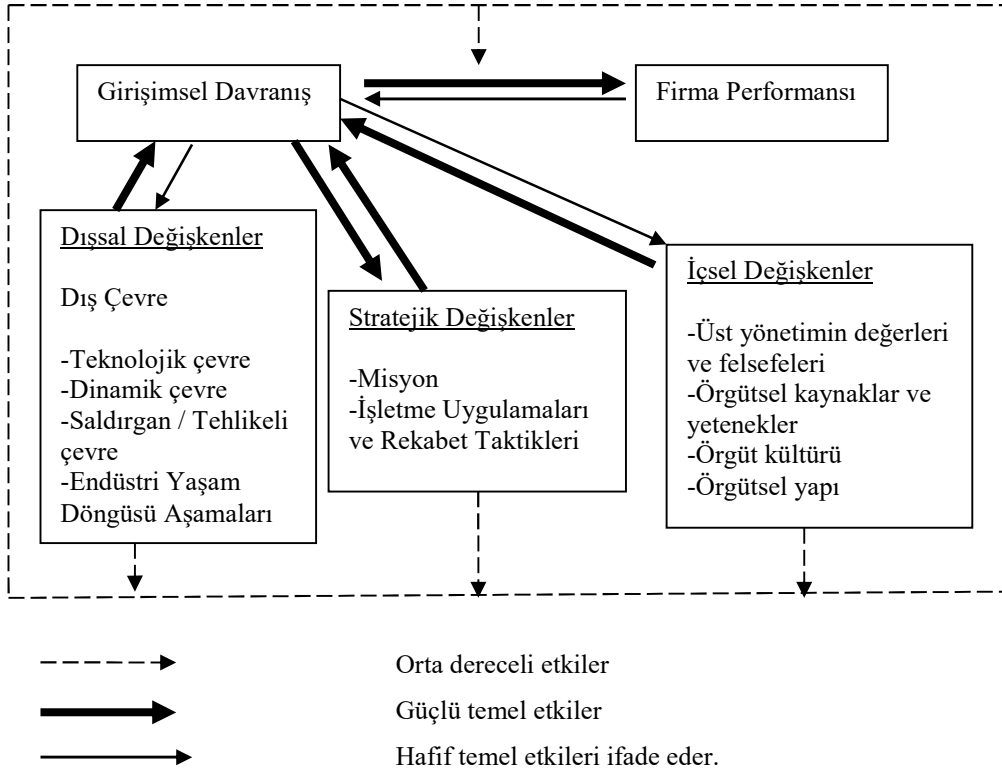 Girişimsel Davranış
Firma Performansı
Dışsal Değişkenler
Dış Çevre
-Teknolojik çevre
-Dinamik çevre
-Saldırgan / Tehlikeli
çevre
-Endüstri Yaşam
Döngüsü Aşamaları
Stratejik Değişkenler
-Misyon
-İşletme Uygulamaları
ve Rekabet Taktikleri
İçsel Değişkenler
-Üst yönetimin değerleri
ve felsefeleri
-Örgütsel kaynaklar ve
yetenekler
-Örgüt kültürü
-Örgütsel yapı
Orta dereceli etkiler
Güçlü temel etkiler
Hafif temel etkileri ifade eder.